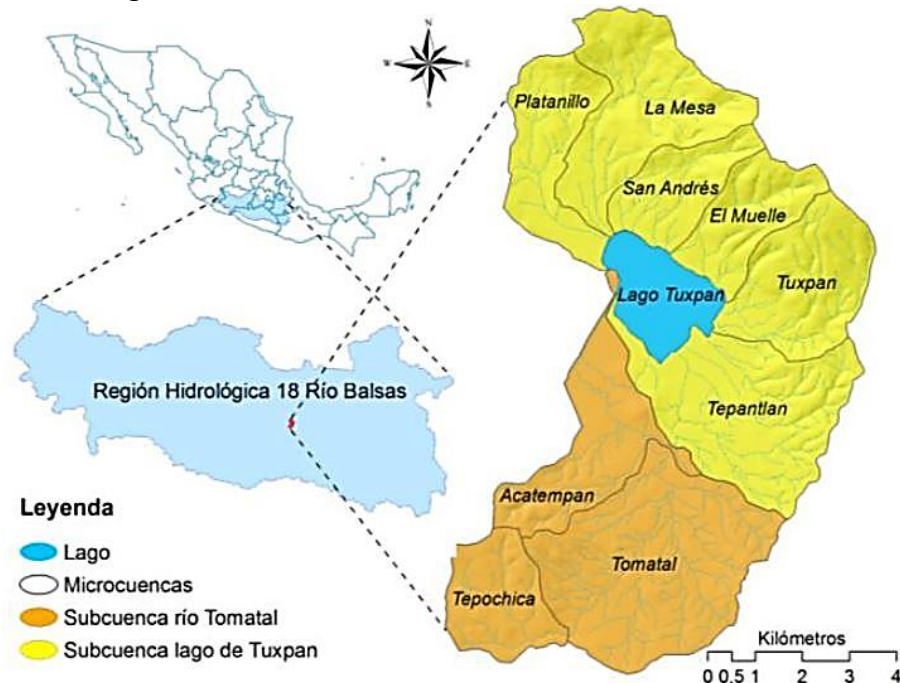 N
W
E
S
Platanillo
La Mesa
San Andrés
El Muelle
Tuxpan
Lago Tuxpan
Región Hidrológica 18 Río Balsas
Tepantlan
Leyenda
Acatempan
Lago
Tomatal
Microcuencas
Tepochica
Subcuenca río Tomatal
Subcuenca lago de Tuxpan
Kilómetros
0 0,5 1 2 3 4